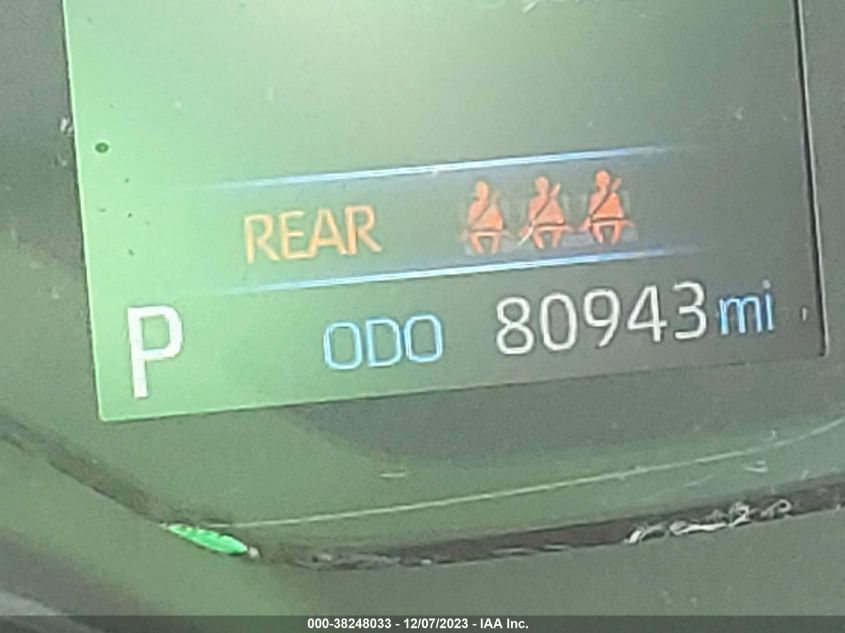 REAR
P ODO 80943 mi
000-38248033 - 12/07/2023 - IAA Inc.